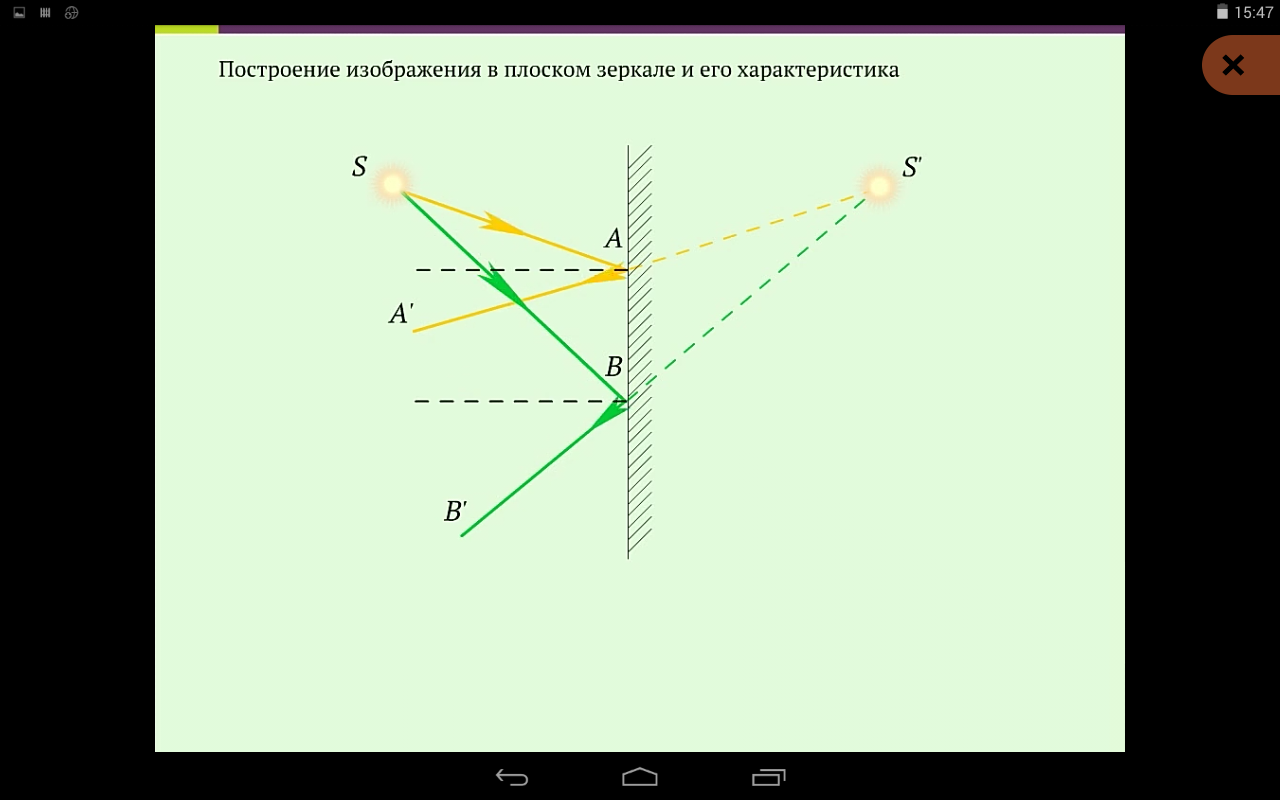 15:47
Построение изображения в плоском зеркале и его характеристика
S
S'
A
A'
B
B'